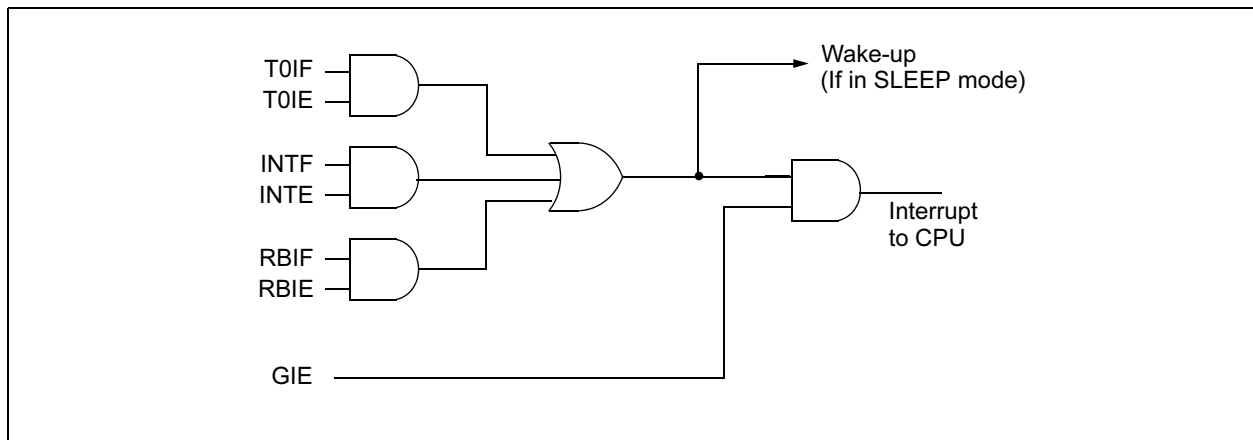 T0IF
T0IE
INTF
INTE
RBIF
RBIE
GIE
Wake-up
(If in SLEEP mode)
Interrupt
to CPU